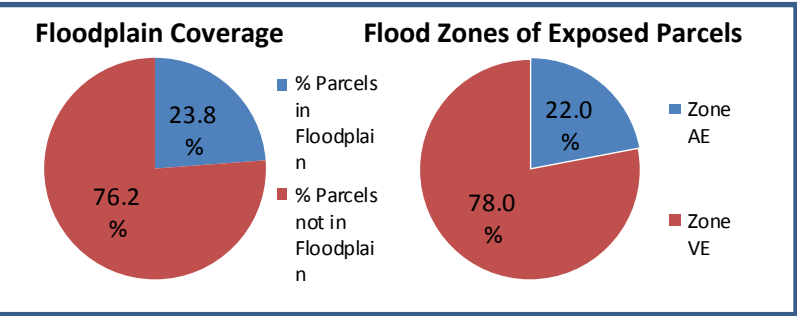 Floodplain Coverage
23.8
%
76.2
%
% Parcels
in
Floodplai
n
% Parcels
not in
Floodplai
n
Flood Zones of Exposed Parcels
22.0
%
78.0
%
Zone
AE
Zone
VE